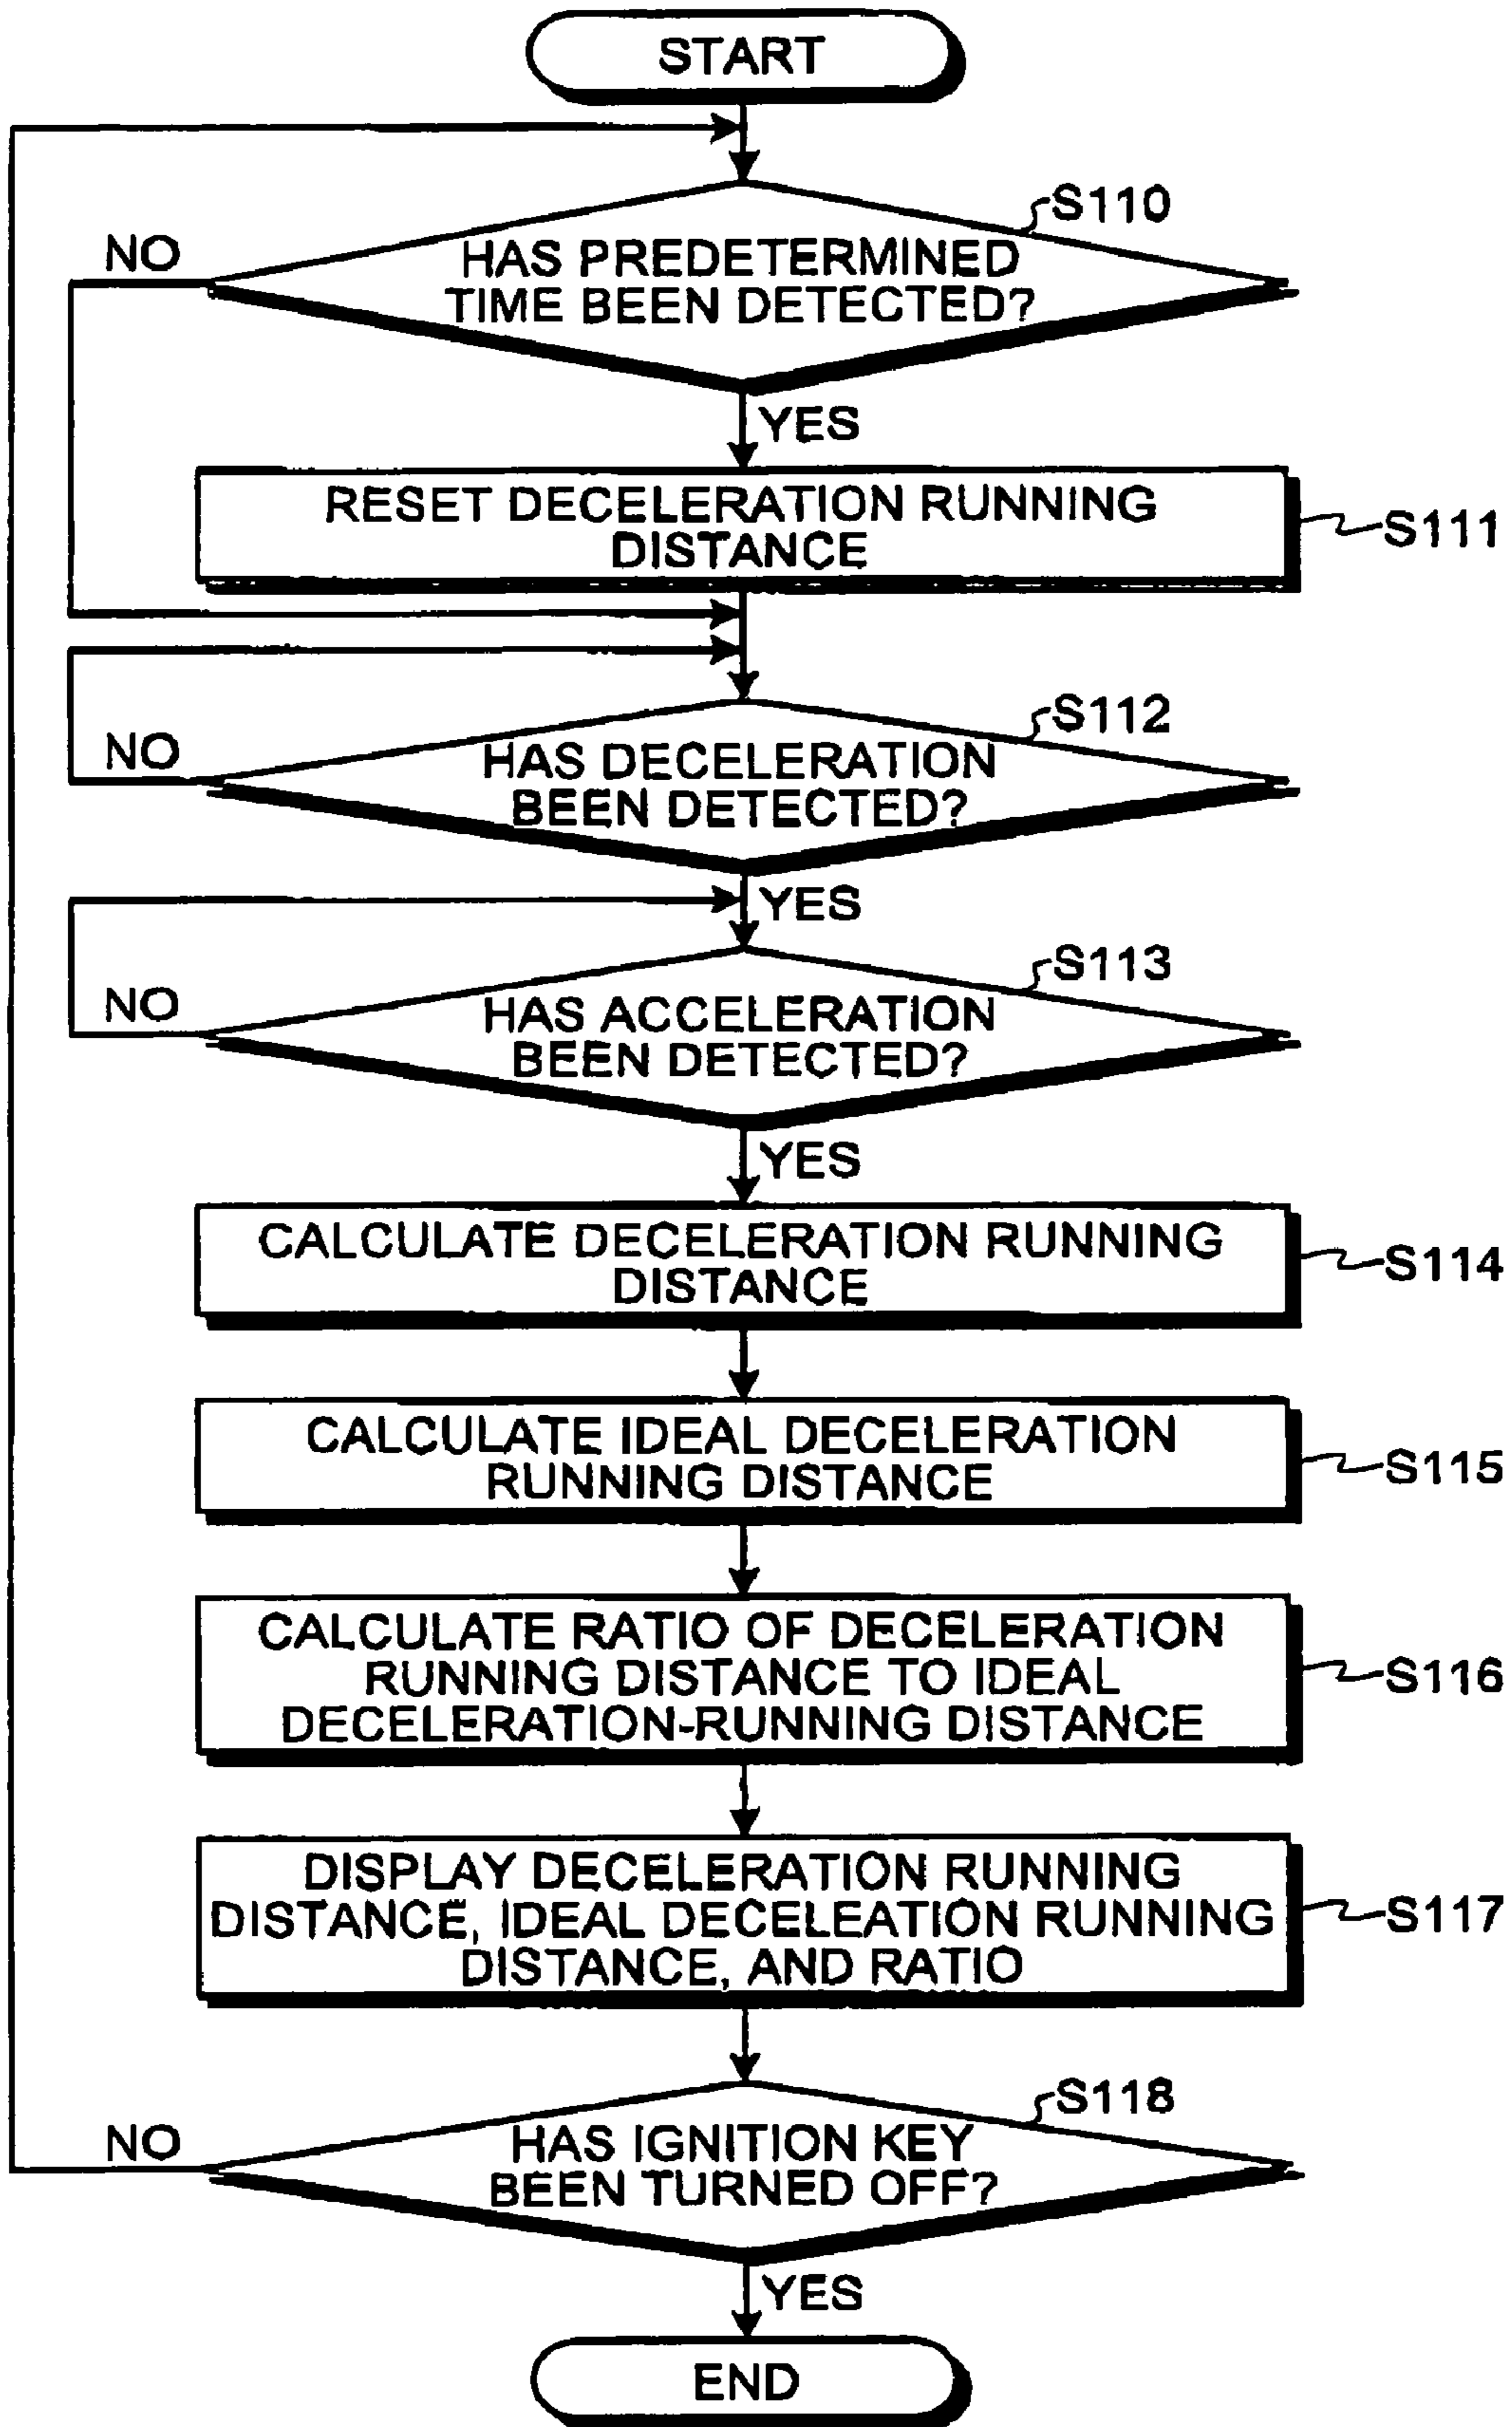 START
S110
NO
HAS PREDETERMINED
TIME BEEN DETECTED?
YES
RESET DECELERATION RUNNING
DISTANCE
S111
S112
NO
HAS DECELERATION
BEEN DETECTED?
YES
S113
NO
HAS ACCELERATION
BEEN DETECTED?
YES
CALCULATE DECELERATION RUNNING
DISTANCE
S114
CALCULATE IDEAL DECELERATION
RUNNING DISTANCE
S115
CALCULATE RATIO OF DECELERATION
RUNNING DISTANCE TO IDEAL
DECELERATION-RUNNING DISTANCE
S116
DISPLAY DECELERATION RUNNING
DISTANCE, IDEAL DECELEATION RUNNING
DISTANCE, AND RATIO
S117
S118
NO
HAS IGNITION KEY
BEEN TURNED OFF?
YES
END